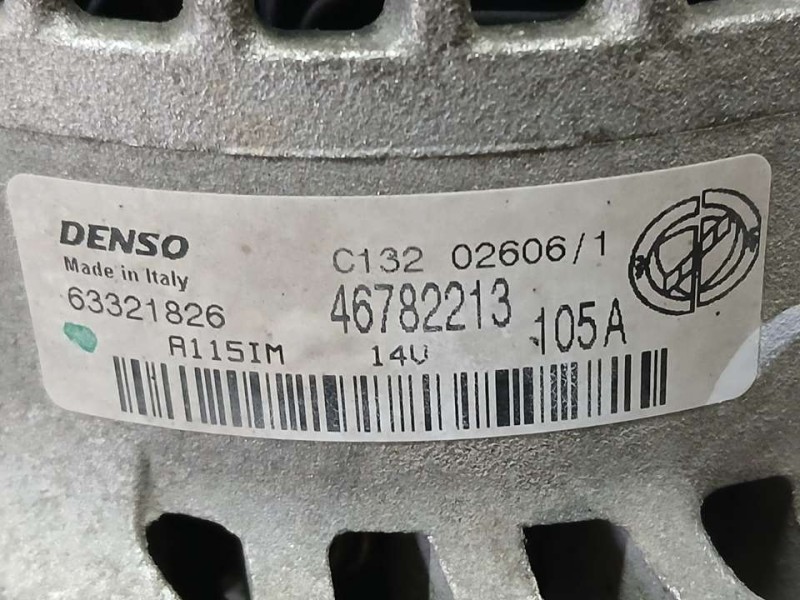 DENSO
Made in Italy
63321826
C132 02606/1
46782213
105A
A115IM 14V